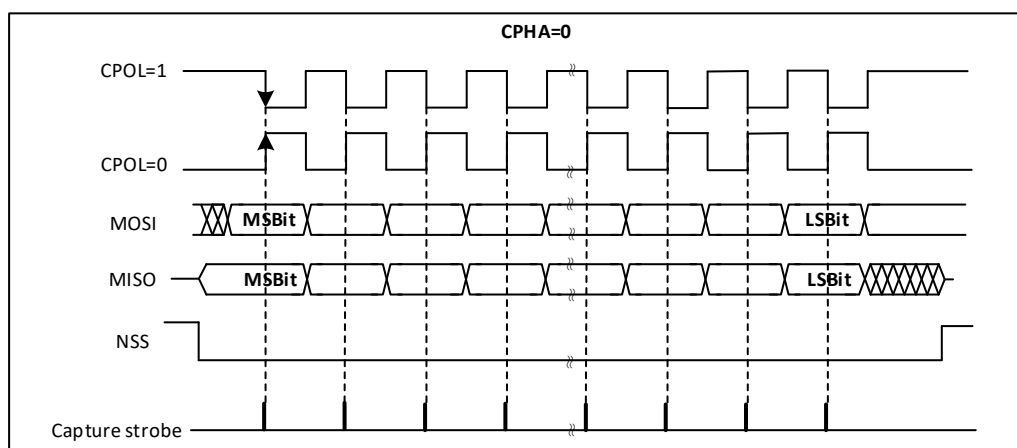 CPHA=0
CPOL=1
CPOL=0
MOSI MSBit LSBit
MISO MSBit LSBit
NSS
Capture strobe